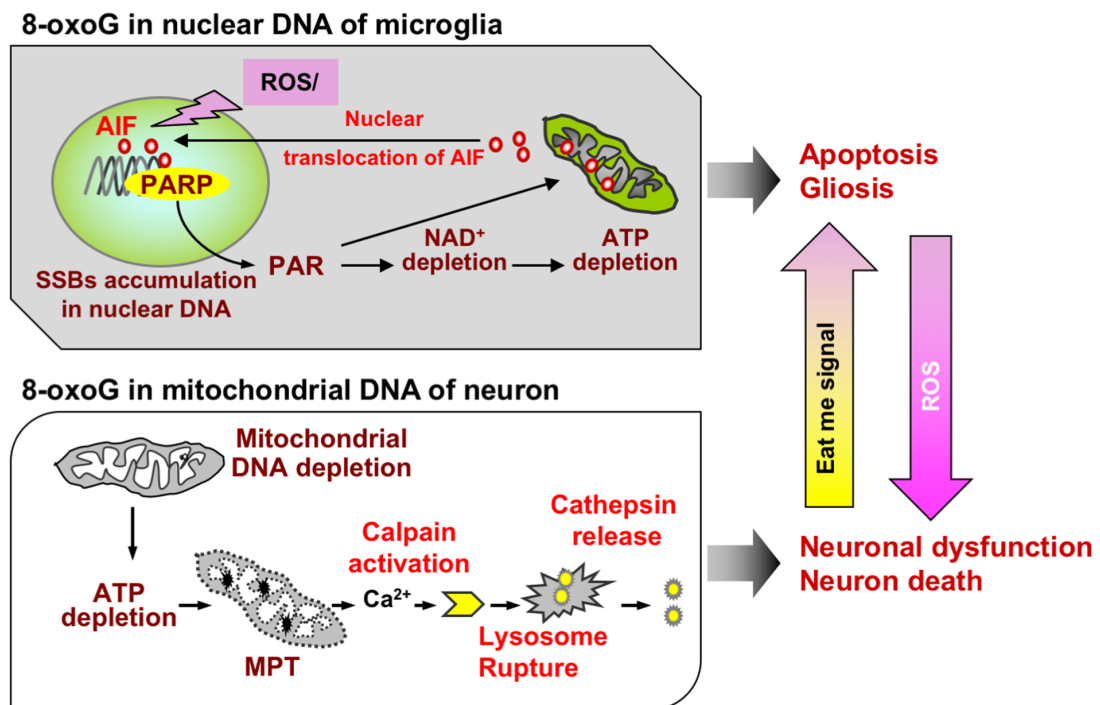 8-oxoG in nuclear DNA of microglia
ROS/
AIF
Nuclear
translocation of AIF
PARP
PAR
NAD⁺
depletion
ATP
depletion
SSBs accumulation
in nuclear DNA
Apoptosis
Gliosis
Eat me signal
ROS
8-oxoG in mitochondrial DNA of neuron
Mitochondrial
DNA depletion
ATP
depletion
MPT
Calpain
activation
Ca²⁺
Lysosome
Rupture
Cathepsin
release
Neuronal dysfunction
Neuron death